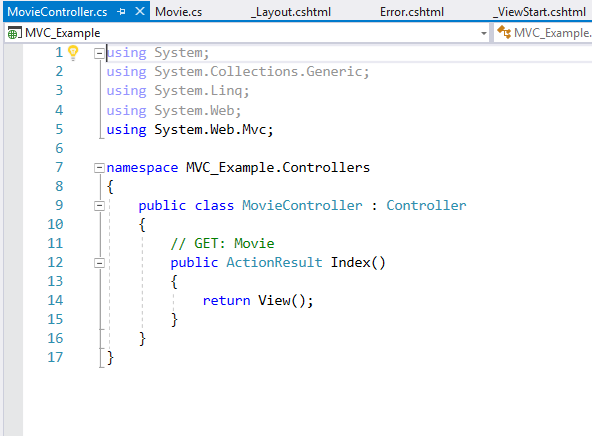 MovieController.cs Movie.cs _Layout.cshtml Error.cshtml _ViewStart.cshtml
MVC_Example MVC_Example.
1 using System;
2 using System.Collections.Generic;
3 using System.Linq;
4 using System.Web;
5 using System.Web.Mvc;
6
7 namespace MVC_Example.Controllers
8 {
9 public class MovieController : Controller
10 {
11 // GET: Movie
12 public ActionResult Index()
13 {
14 return View();
15 }
16 }
17 }